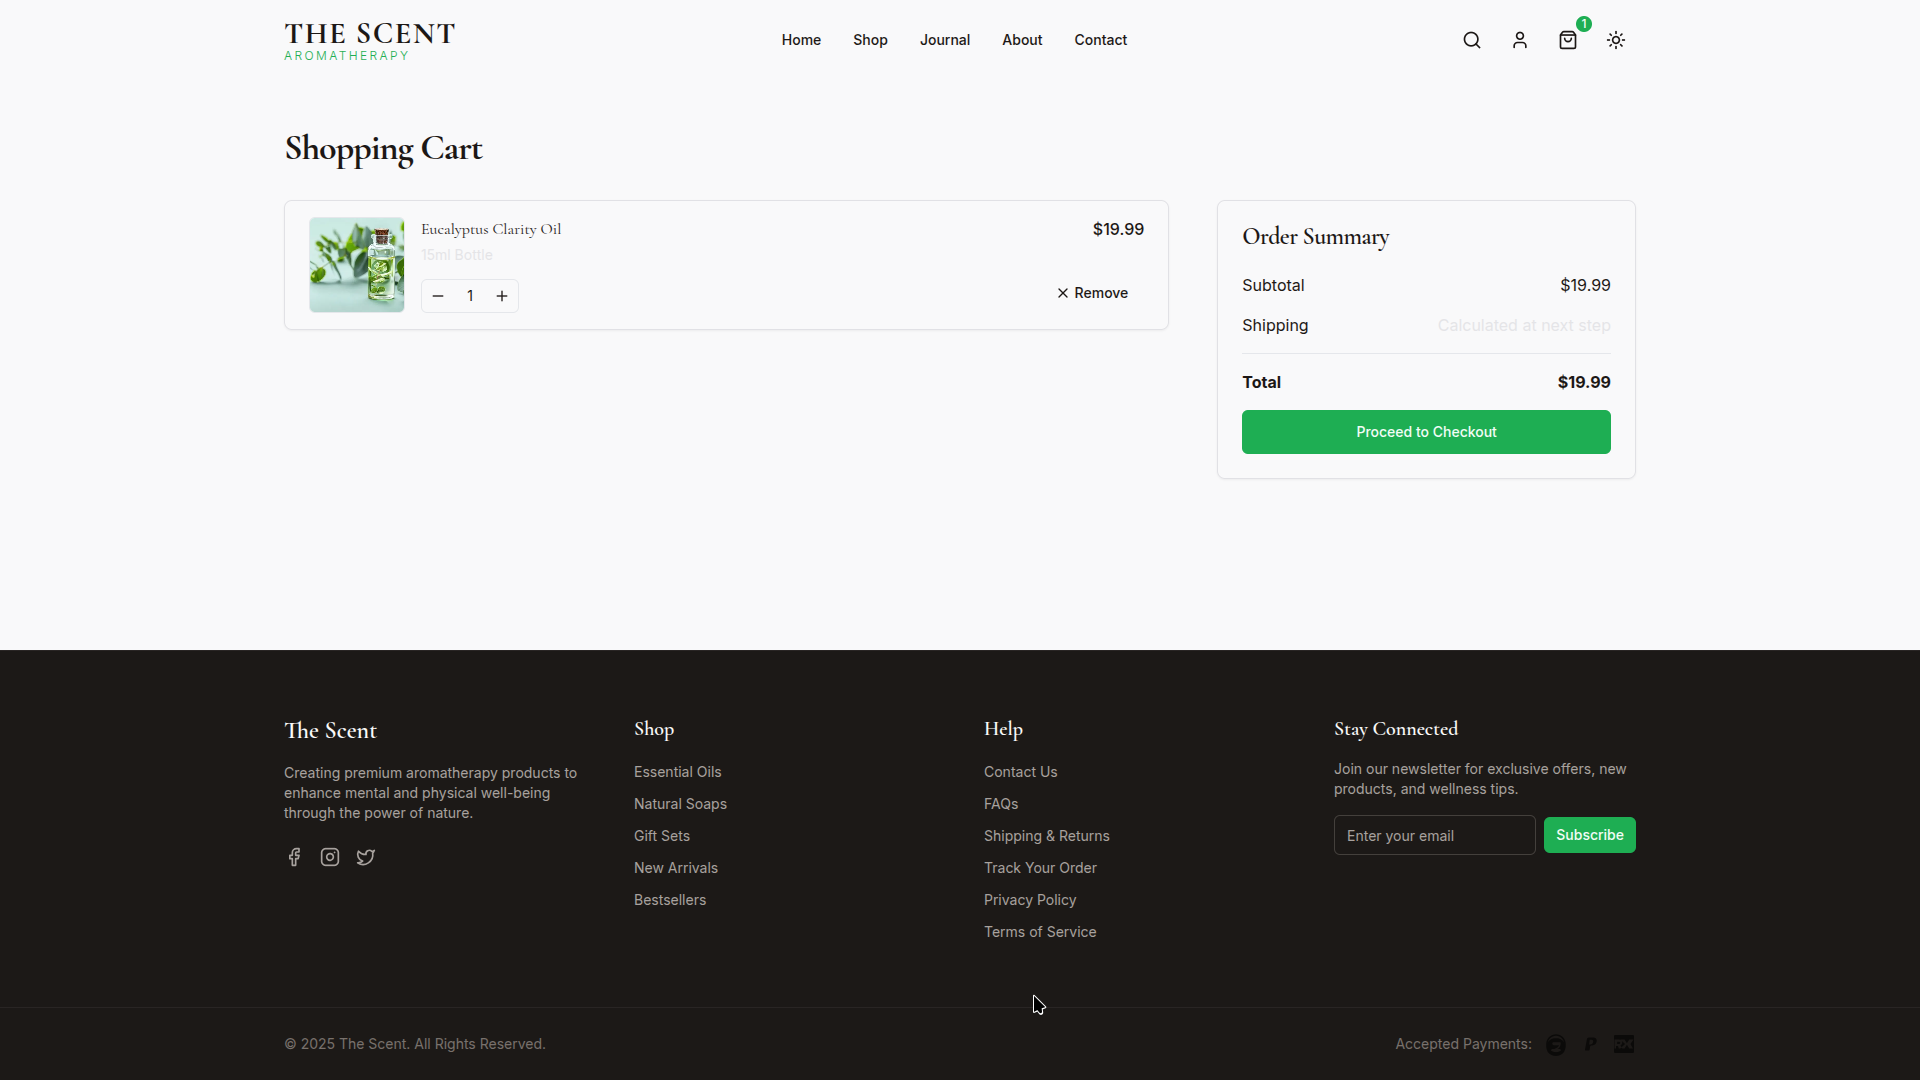 THE SCENT
AROMATHERAPY
Home
Shop
Journal
About
Contact
1
Shopping Cart
Eucalyptus Clarity Oil
$19.99
15ml Bottle
1
Remove
Order Summary
Subtotal
$19.99
Shipping
Calculated at next step
Total
$19.99
Proceed to Checkout
The Scent
Creating premium aromatherapy products to
enhance mental and physical well-being
through the power of nature.
Shop
Essential Oils
Natural Soaps
Gift Sets
New Arrivals
Bestsellers
Help
Contact Us
FAQs
Shipping & Returns
Track Your Order
Privacy Policy
Terms of Service
Stay Connected
Join our newsletter for exclusive offers, new
products, and wellness tips.
Enter your email
Subscribe
© 2025 The Scent. All Rights Reserved.
Accepted Payments: